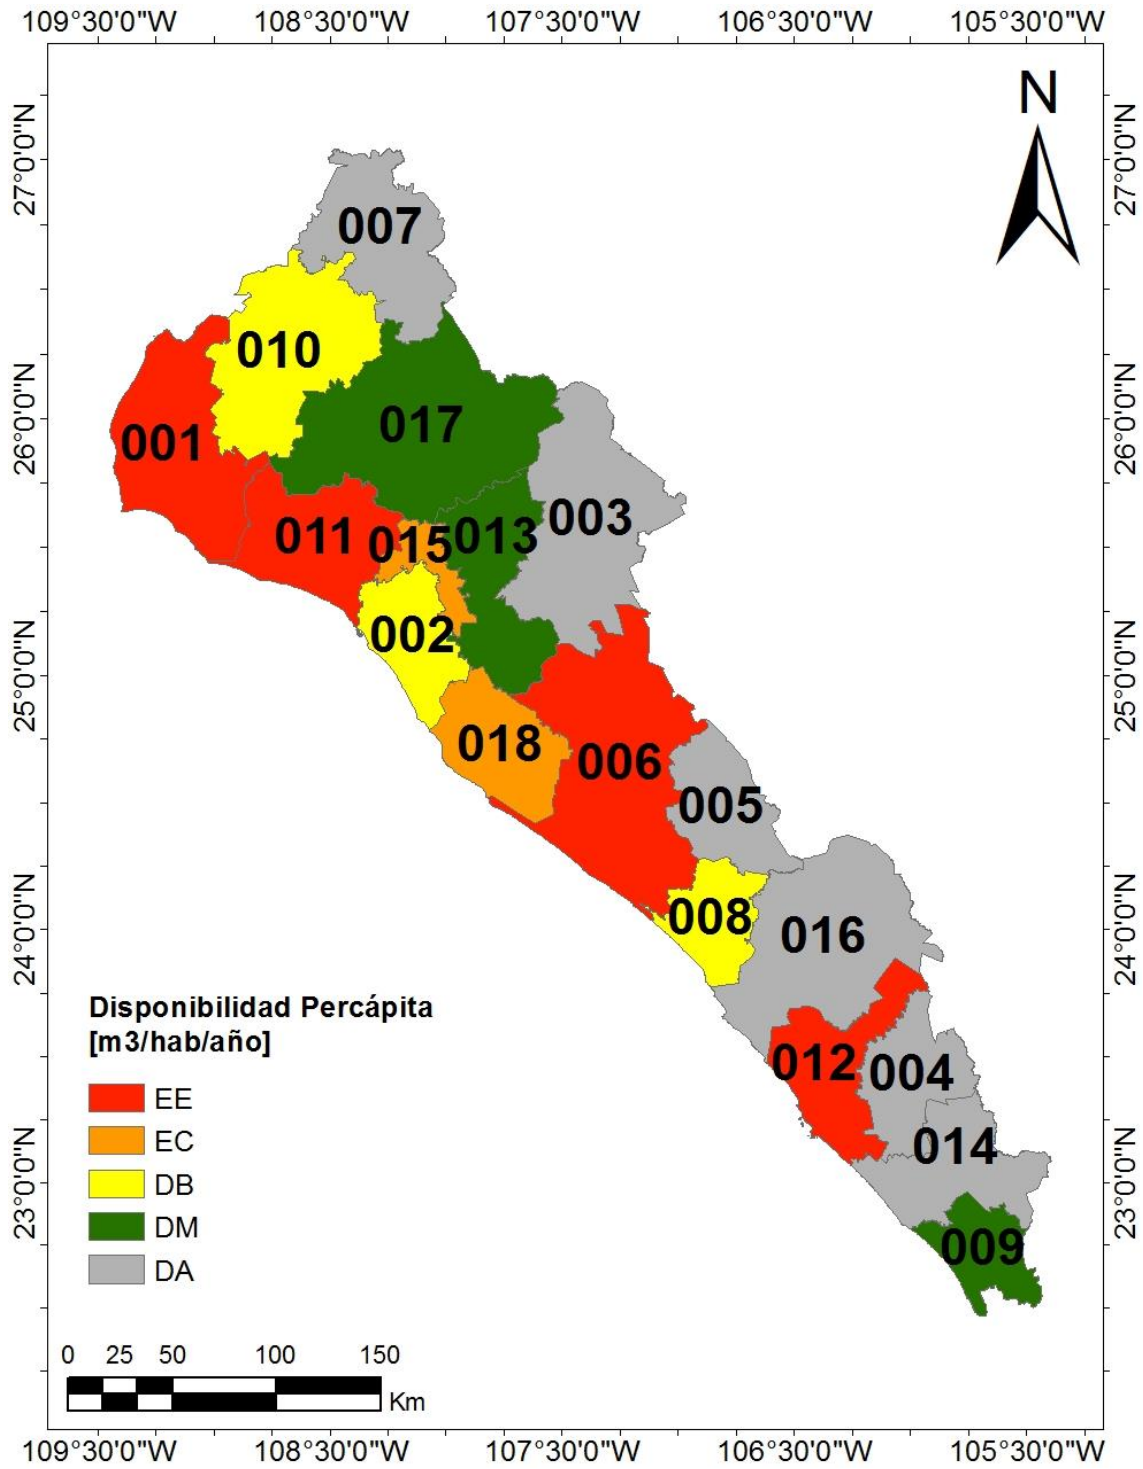 109°30'0"W 108°30'0"W 107°30'0"W 106°30'0"W 105°30'0"W
N
27°0'0"N 27°0'0"N
007
010
26°0'0"N 26°0'0"N
017
001
003
011 015 013
002
25°0'0"N 25°0'0"N
018
006
005
008
24°0'0"N 24°0'0"N
016
Disponibilidad Percápita
[m3/hab/año]
012
004
EE
EC
014
DB
23°0'0"N 23°0'0"N
DM
009
DA
0 25 50 100 150
Km
109°30'0"W 108°30'0"W 107°30'0"W 106°30'0"W 105°30'0"W